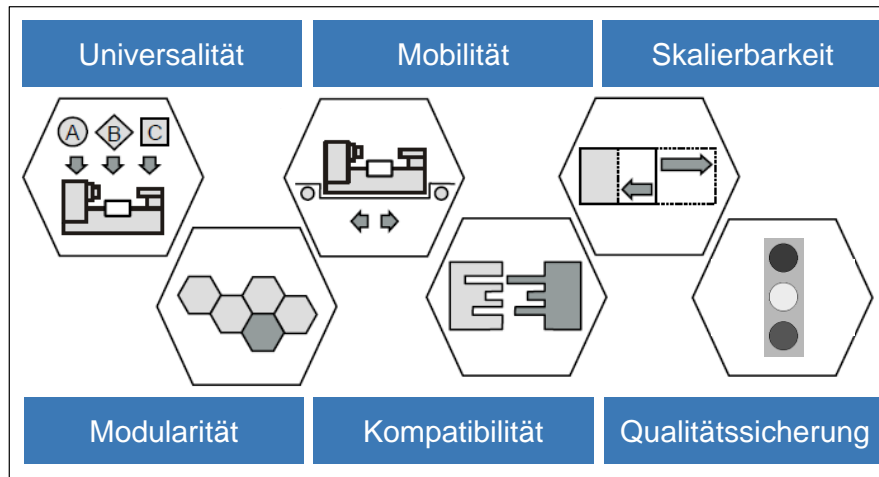 Universalität
Mobilität
Skalierbarkeit
A B C
Modularität
Kompatibilität
Qualitätssicherung